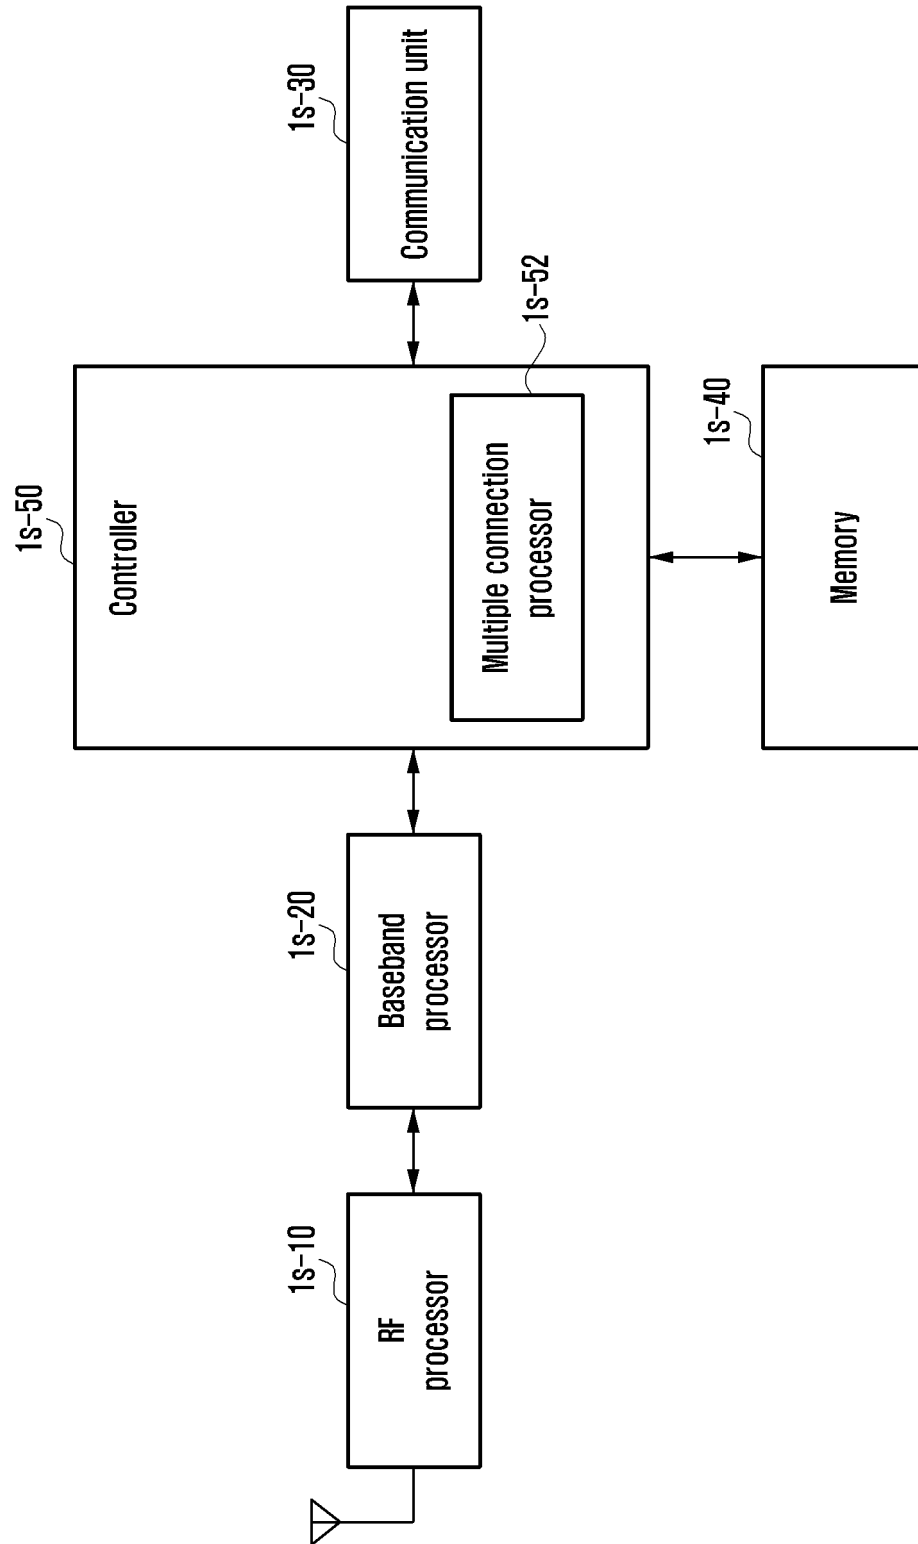 1s-50
Controller
1s-10
1s-20
1s-30
RF
processor
Baseband
processor
Communication unit
1s-52
Multiple connection
processor
1s-40
Memory